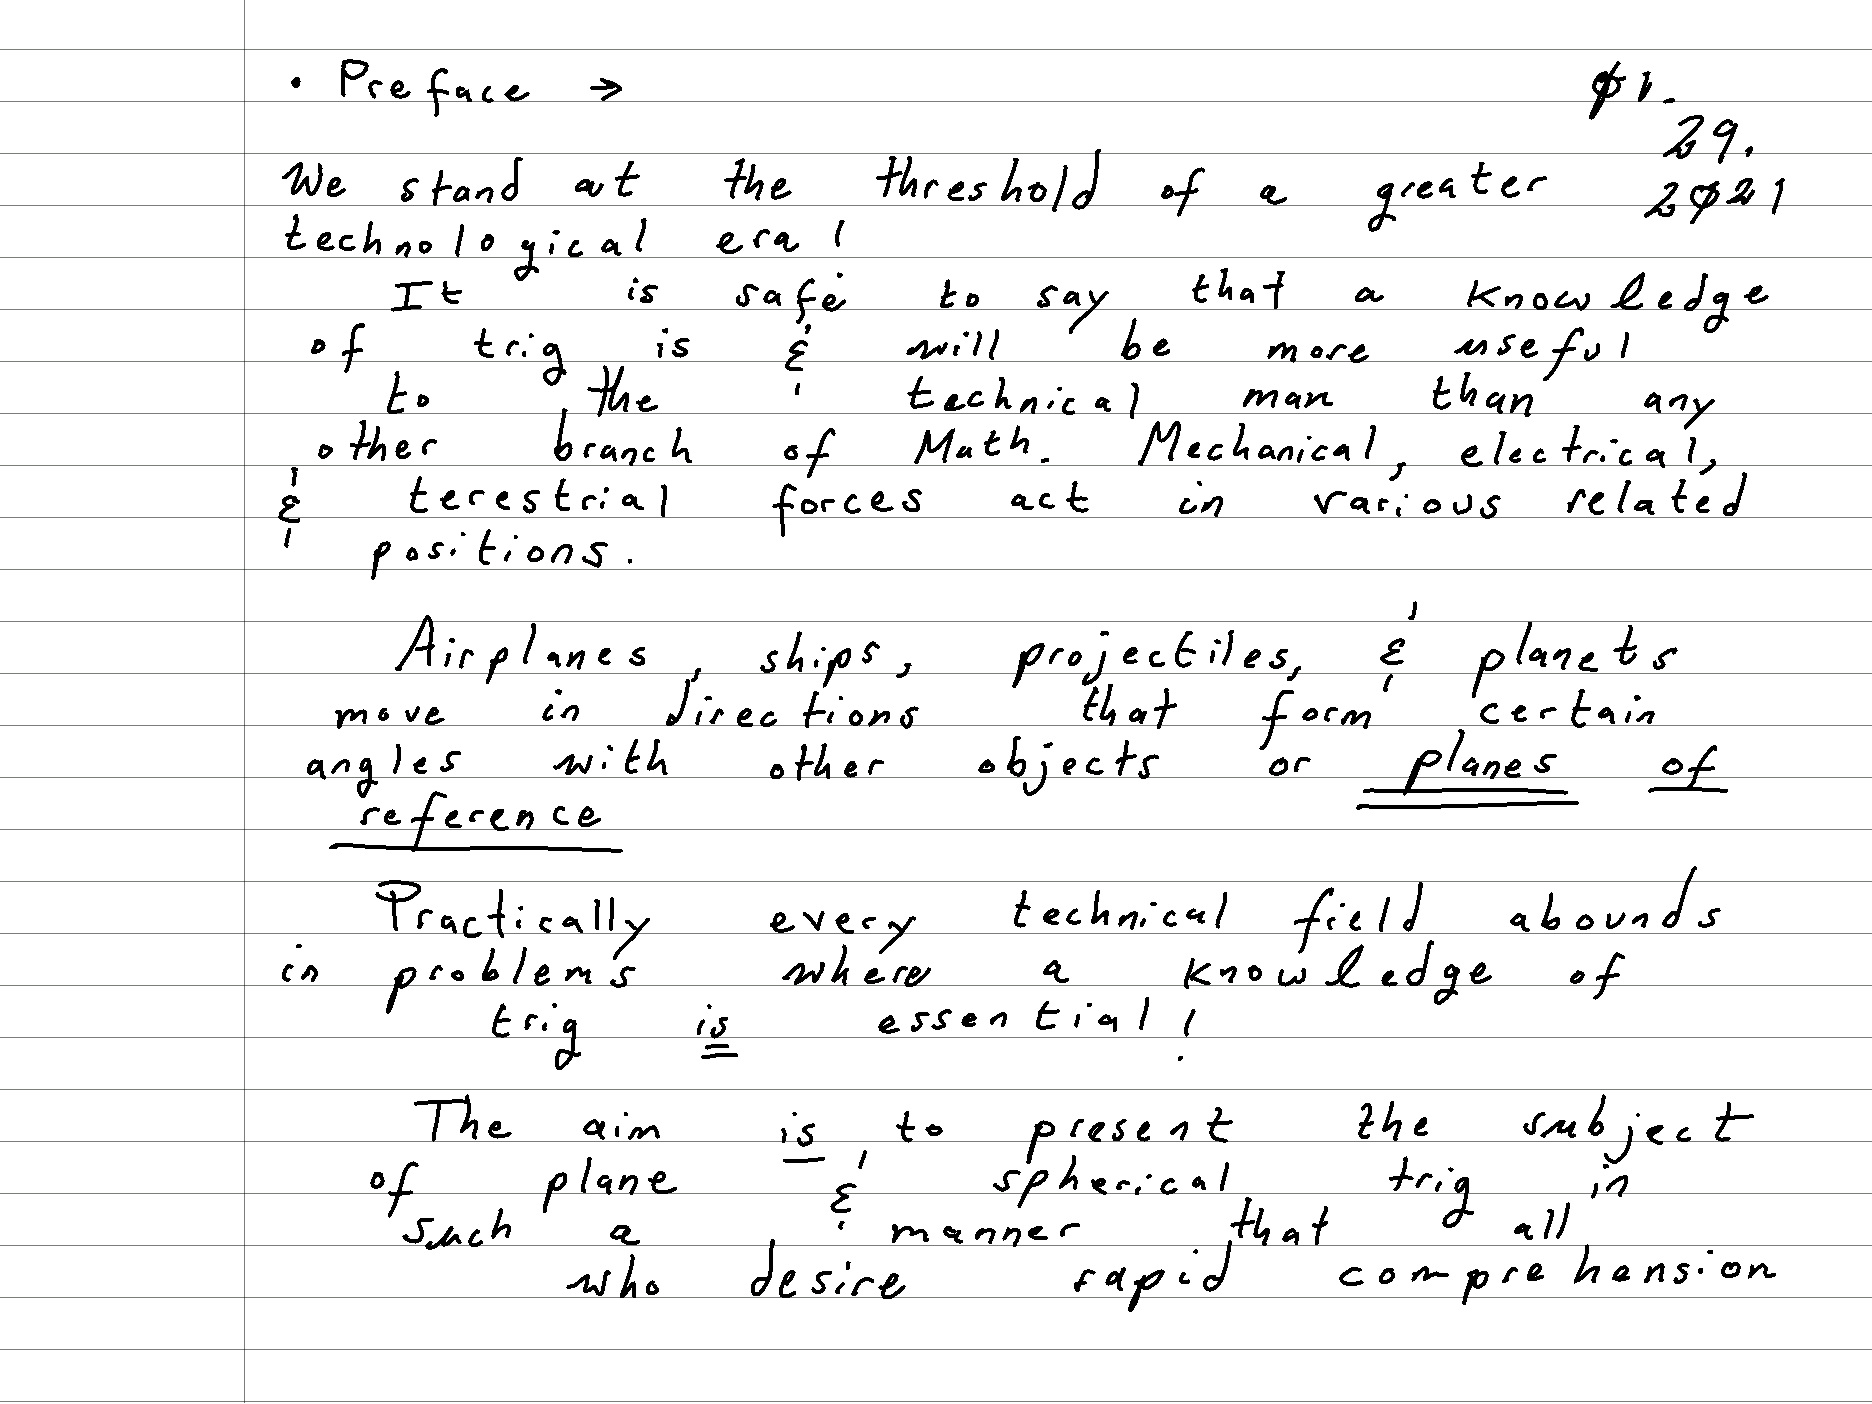 • Preface →
01.
29.
2021
We stand at the threshold of a greater
technological era!
It is safe to say that a knowledge
of trig is & will be more useful
to the technical man than any
other branch of Math. Mechanical, electrical,
& terestrial forces act in various related
positions.
Airplanes, ships, projectiles, & planets
move in directions that form certain
angles with other objects or planes of
reference
Practically every technical field abounds
in problems where a knowledge of
trig is essential!
The aim is to present the subject
of plane & spherical trig in
such a manner that all
who desire rapid comprehension